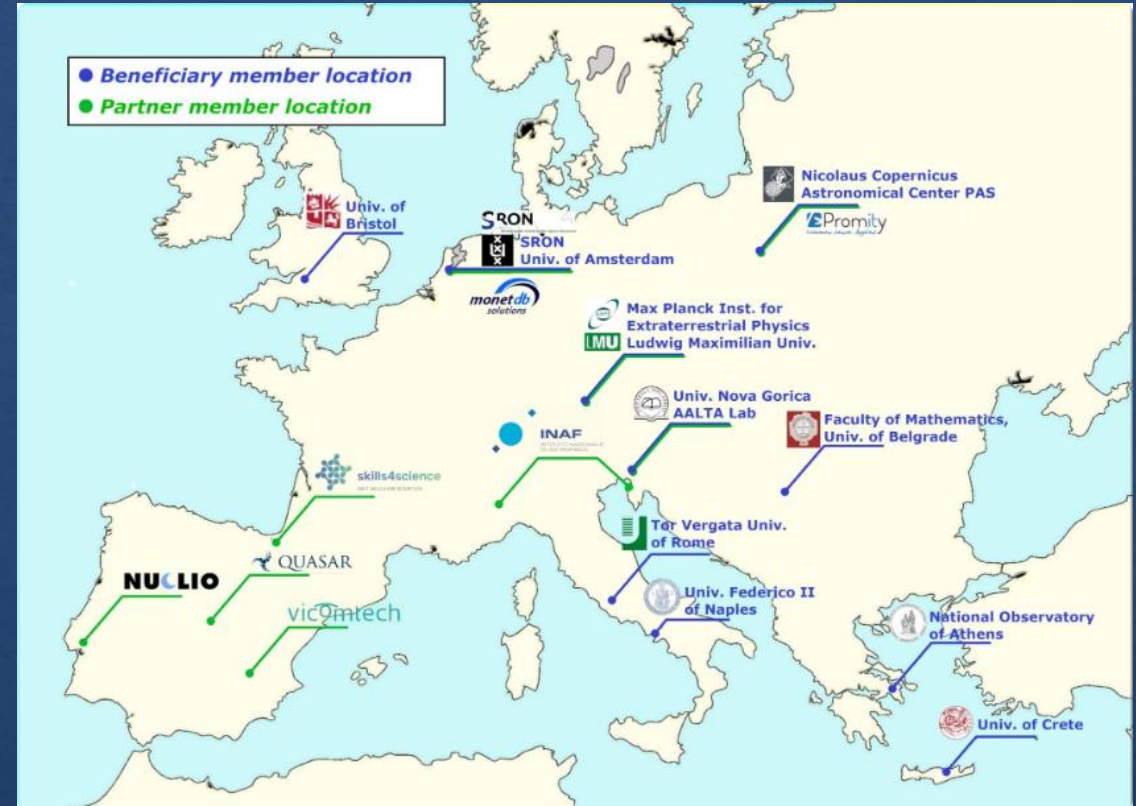 Beneficiary member location
Partner member location
Nicolaus Copernicus
Astronomical Center PAS
Promity
Univ. of
Bristol
SRON
SRON
Univ. of Amsterdam
monetdb
solutions
Max Planck Inst. for
Extraterrestrial Physics
LMU Ludwig Maximilian Univ.
Univ. Nova Gorica
AALTA Lab
Faculty of Mathematics,
Univ. of Belgrade
INAF
skills4science
Tor Vergata Univ.
of Rome
QUASAR
NUCLIO
Univ. Federico II
of Naples
vicomtech
National Observatory
of Athens
Univ. of Crete